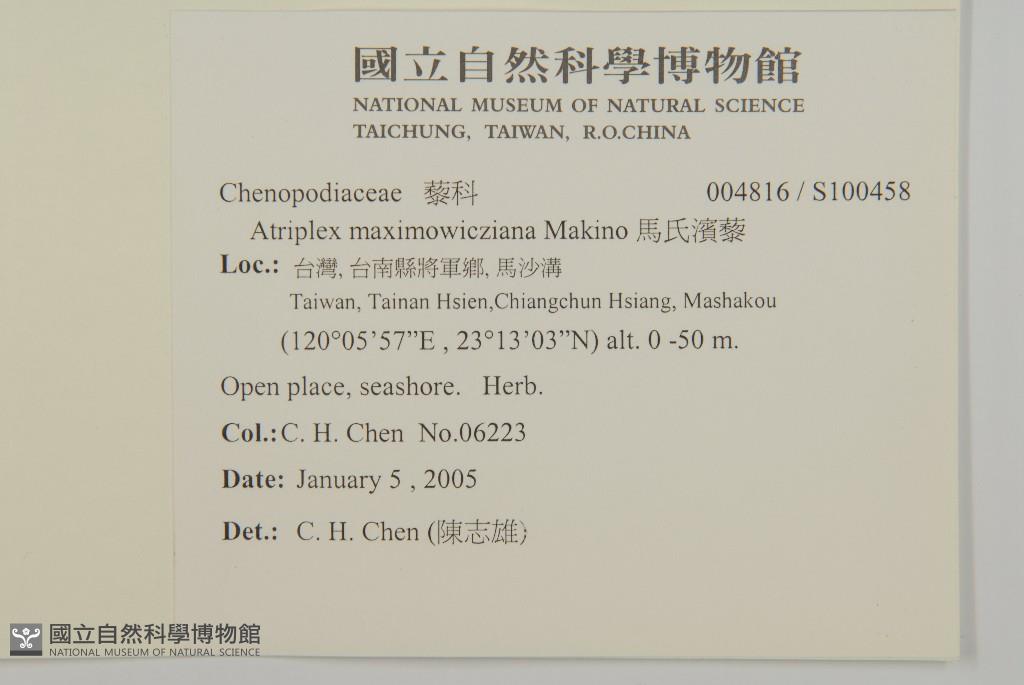 國立自然科學博物館
NATIONAL MUSEUM OF NATURAL SCIENCE
TAICHUNG, TAIWAN, R.O.CHINA
Chenopodiaceae 藜科 004816 / S100458
Atriplex maximowicziana Makino 馬氏濱藜
Loc.: 台灣, 台南縣將軍鄉, 馬沙溝
Taiwan, Tainan Hsien,Chiangchun Hsiang, Mashakou
(120°05’57”E , 23°13’03”N) alt. 0 -50 m.
Open place, seashore. Herb.
Col.: C. H. Chen No.06223
Date: January 5 , 2005
Det.: C. H. Chen (陳志雄)
國立自然科學博物館
NATIONAL MUSEUM OF NATURAL SCIENCE